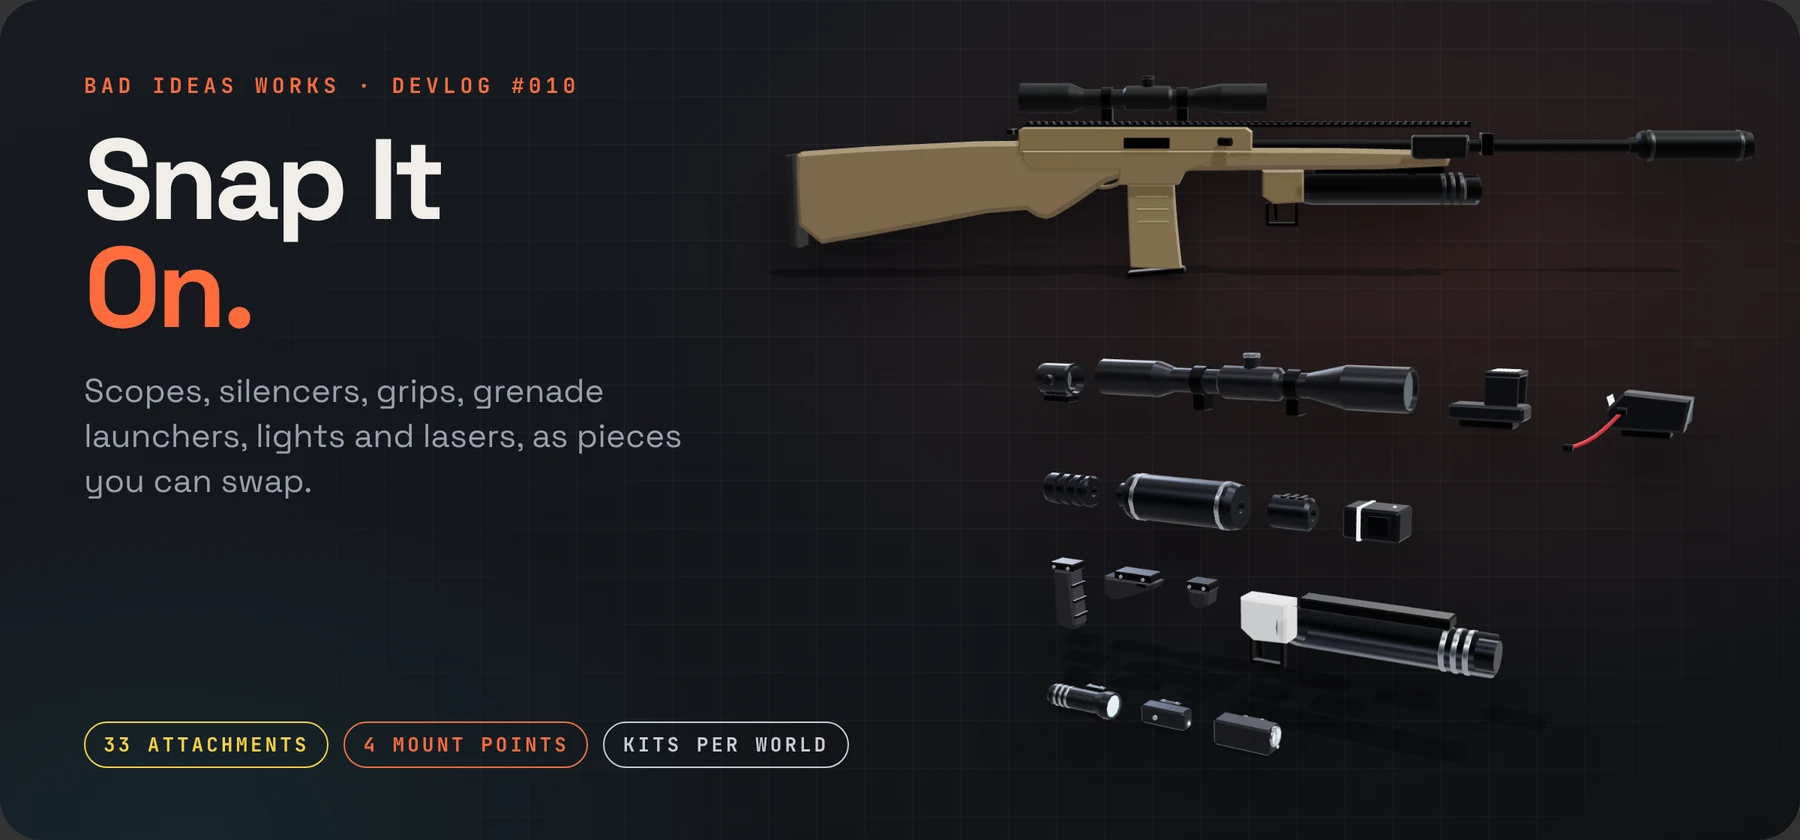 BAD IDEAS WORKS · DEVLOG #010
Snap It
On.
Scopes, silencers, grips, grenade
launchers, lights and lasers, as pieces
you can swap.
33 ATTACHMENTS
4 MOUNT POINTS
KITS PER WORLD